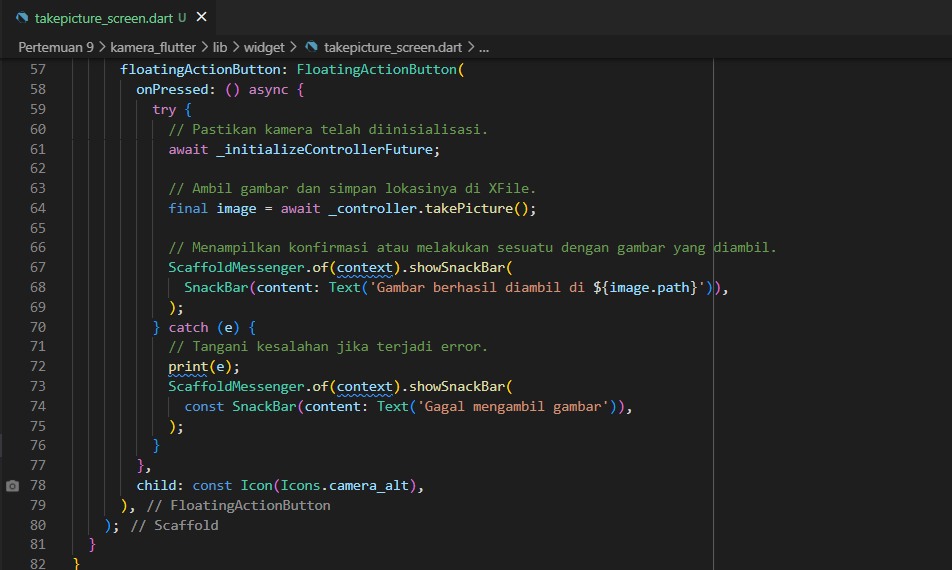 takepicture_screen.dart U ×
Pertemuan 9 > kamera_flutter > lib > widget > takepicture_screen.dart > ...
57 floatingActionButton: FloatingActionButton(
58 onPressed: () async {
59 try {
60 // Pastikan kamera telah diinisialisasi.
61 await _initializeControllerFuture;
62
63 // Ambil gambar dan simpan lokasinya di XFile.
64 final image = await _controller.takePicture();
65
66 // Menampilkan konfirmasi atau melakukan sesuatu dengan gambar yang diambil.
67 ScaffoldMessenger.of(context).showSnackBar(
68 SnackBar(content: Text('Gambar berhasil diambil di ${image.path}')),
69 );
70 } catch (e) {
71 // Tangani kesalahan jika terjadi error.
72 print(e);
73 ScaffoldMessenger.of(context).showSnackBar(
74 const SnackBar(content: Text('Gagal mengambil gambar')),
75 );
76 }
77 },
78 child: const Icon(Icons.camera_alt),
79 ), // FloatingActionButton
80 ); // Scaffold
81 }
82 }